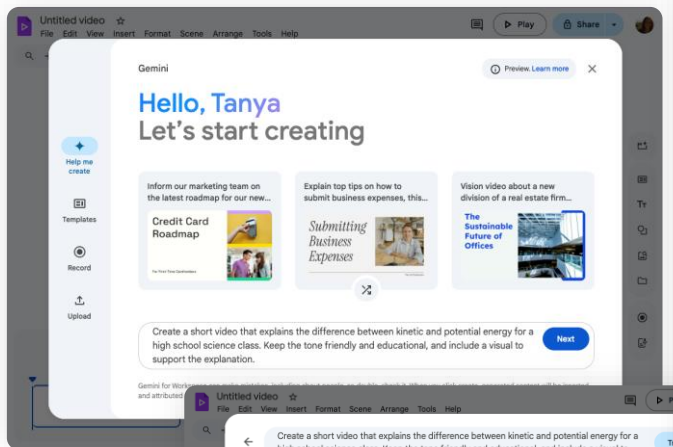 Untitled video
File Edit View Insert Format Scene Arrange Tools Help
Play
Share
Gemini
Preview. Learn more
Hello, Tanya
Let's start creating
Help me
create
Templates
Record
Upload
Inform our marketing team on
the latest roadmap for our new...
Credit Card
Roadmap
Explain top tips on how to
submit business expenses, this...
Submitting
Business
Expenses
Vision video about a new
division of a real estate firm...
The
Sustainable
Future of
Offices
Create a short video that explains the difference between kinetic and potential energy for a
high school science class. Keep the tone friendly and educational, and include a visual to
support the explanation.
Next
Gemini for
and attributed
Untitled video
File Edit View Insert Format Scene Arrange Tools Help
Create a short video that explains the difference between kinetic and potential energy for a